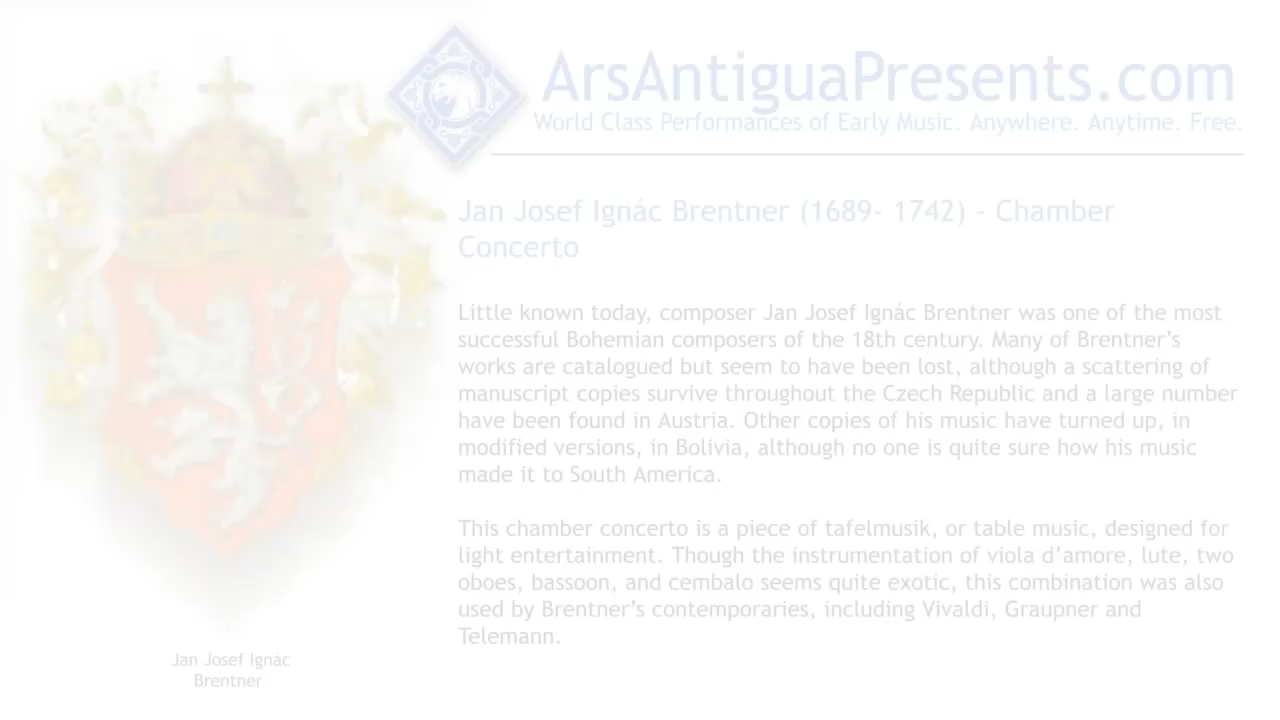 ArsAntiguaPresents.com
World Class Performances of Early Music. Anywhere. Anytime. Free.
Jan Josef Ignác Brentner (1689- 1742) - Chamber
Concerto
Little known today, composer Jan Josef Ignác Brentner was one of the most
successful Bohemian composers of the 18th century. Many of Brentner’s
works are catalogued but seem to have been lost, although a scattering of
manuscript copies survive throughout the Czech Republic and a large number
have been found in Austria. Other copies of his music have turned up, in
modified versions, in Bolivia, although no one is quite sure how his music
made it to South America.
This chamber concerto is a piece of tafelmusik, or table music, designed for
light entertainment. Though the instrumentation of viola d’amore, lute, two
oboes, bassoon, and cembalo seems quite exotic, this combination was also
used by Brentner’s contemporaries, including Vivaldi, Graupner and
Telemann.
Jan Josef Ignác
Brentner